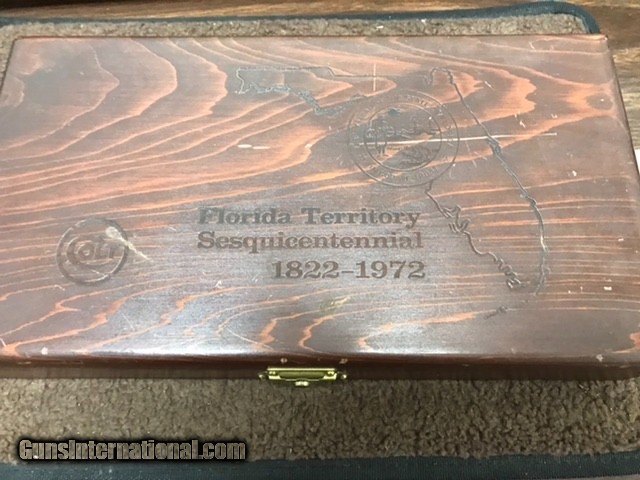 Florida Territory
Sesquicentennial
1822-1972
Colt
GunsInternational.com